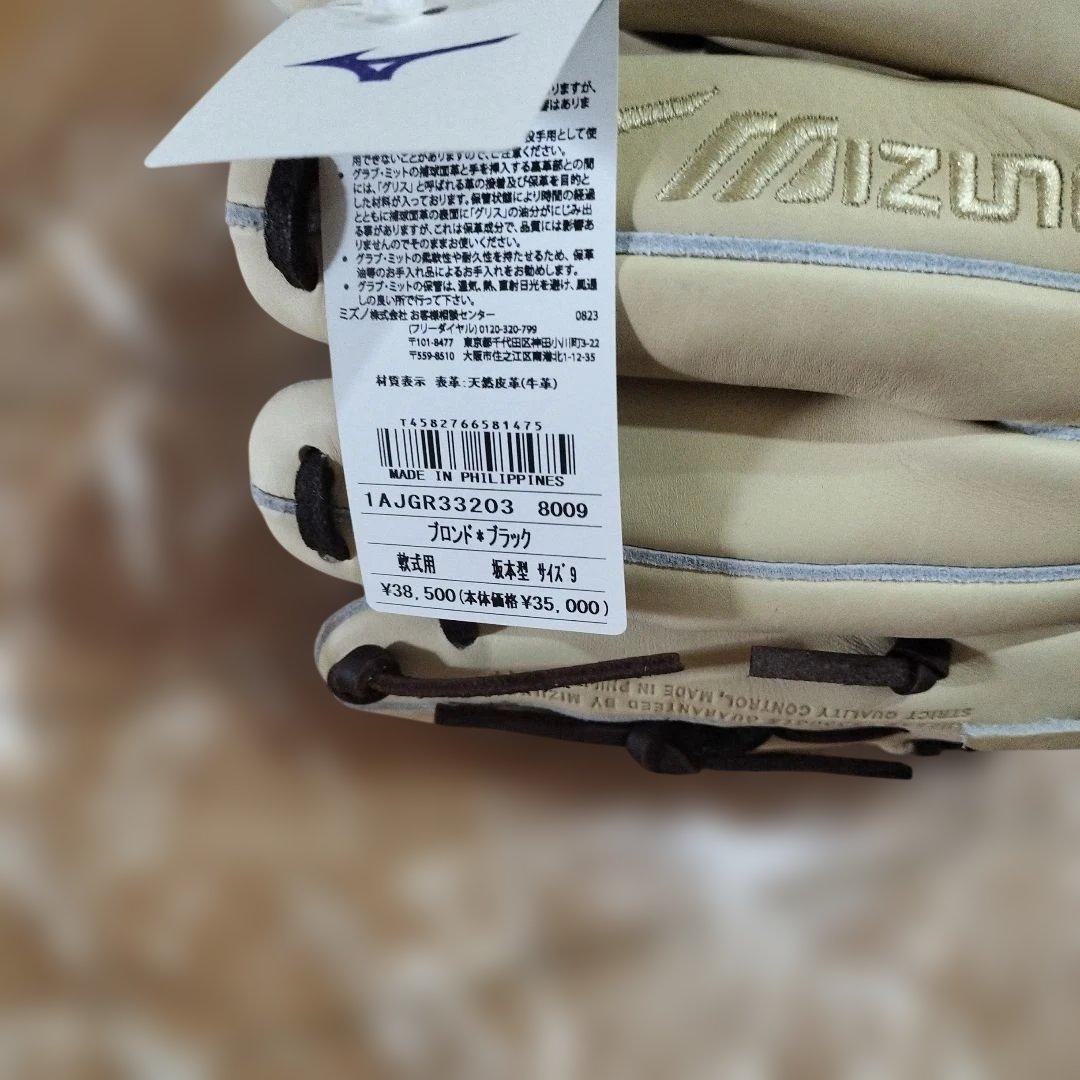 りますが、
響はありま
投手用として使
用できないことがありますので、ご注意ください。
・グラブ・ミットの捕球面革と手を挿入する裏革部との間
には、「グリス」と呼ばれる革の接着及び保革を目的と
した材料が入っております。保管状態により時間の経過
とともに捕球面革の表面に「グリス」の油分がにじみ出
る事がありますが、これは保革成分で、品質には影響あ
りませんのでそのままお使いください。
・グラブ・ミットの柔軟性や耐久性を持たせるため、保革
油等のお手入れ品によるお手入れをお勧めします。
・グラブ・ミットの保管は、湿気、熱、直射日光を避け、風通
しの良い所で行って下さい。
ミズノ株式会社 お客様相談センター 0823
(フリーダイヤル) 0120-320-799
〒101-8477 東京都千代田区神田小川町3-22
〒559-8510 大阪市住之江区南港北1-12-35
材質表示 表革:天然皮革(牛革)
T4582766581475
MADE IN PHILIPPINES
1AJGR33203 8009
ブロンド*ブラック
軟式用 坂本型 サイズ9
¥38,500(本体価格¥35,000)
MIZUNO
GUARANTEED BY MIZUNO
STRICT QUALITY CONTROL, MADE IN PHIL